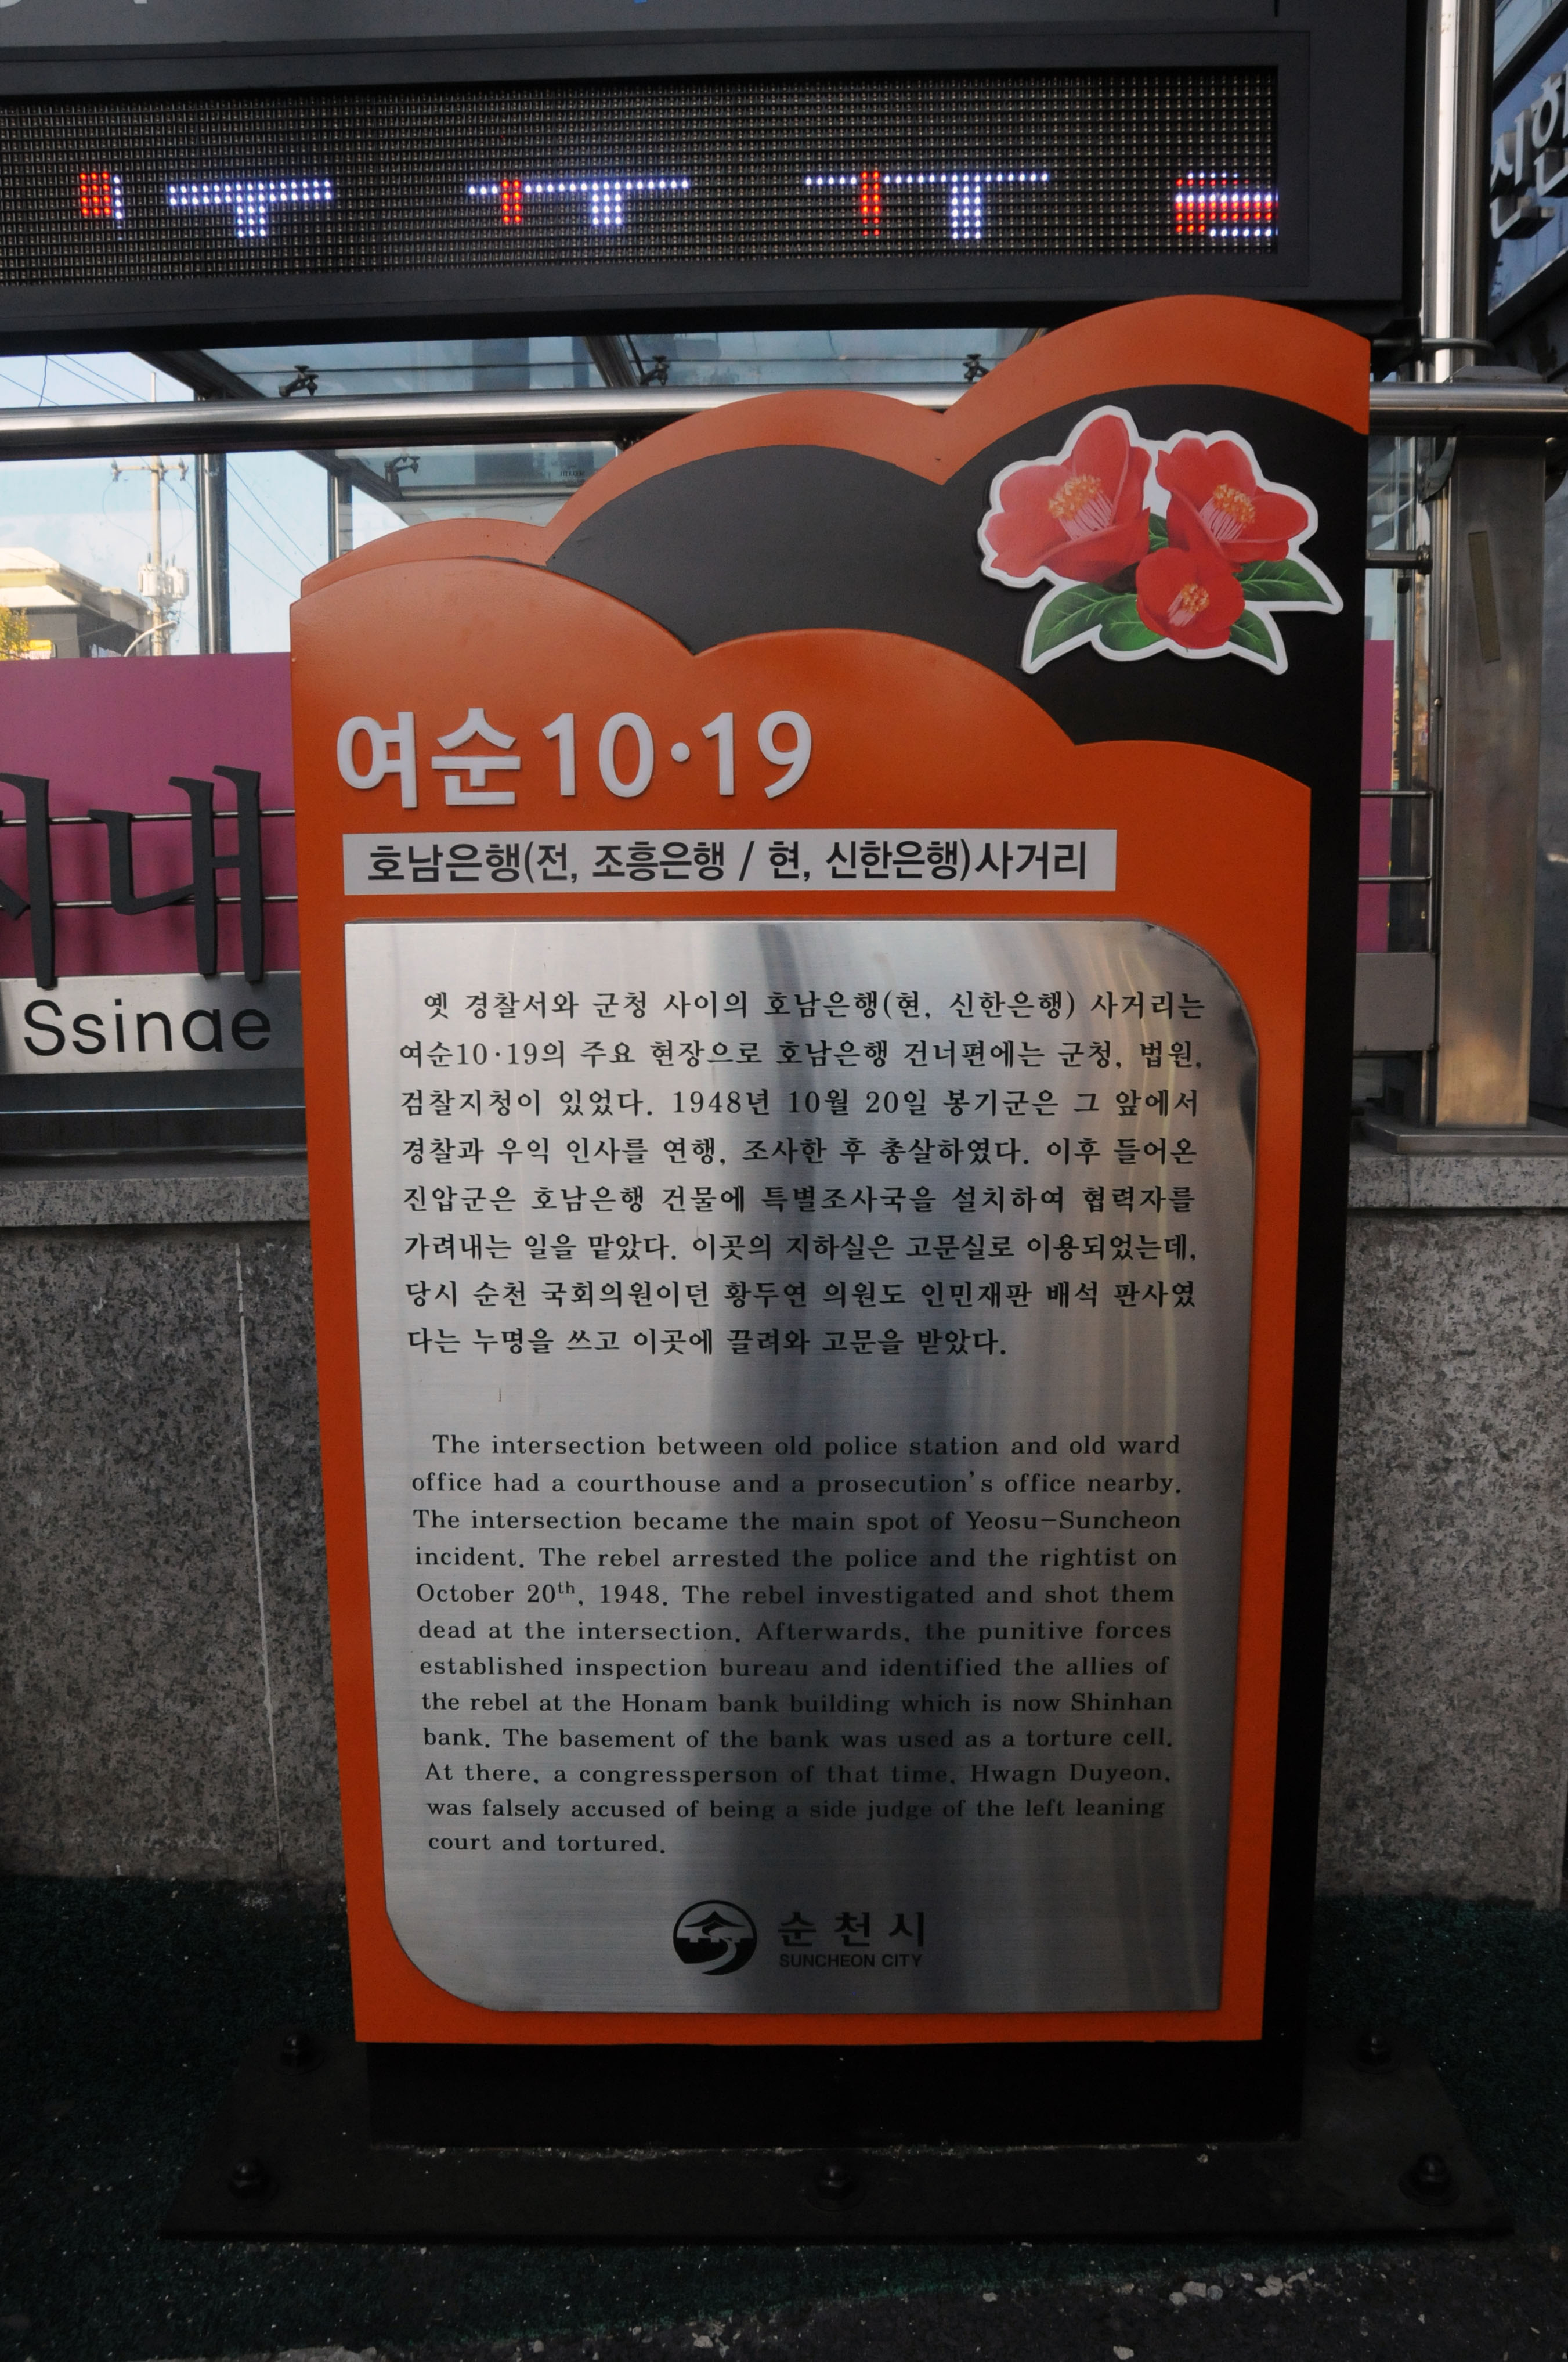 신한
시내
Ssinae
여순10·19
호남은행(전, 조흥은행 / 현, 신한은행)사거리
옛 경찰서와 군청 사이의 호남은행(현, 신한은행) 사거리는
여순10·19의 주요 현장으로 호남은행 건너편에는 군청, 법원,
검찰지청이 있었다. 1948년 10월 20일 봉기군은 그 앞에서
경찰과 우익 인사를 연행, 조사한 후 총살하였다. 이후 들어온
진압군은 호남은행 건물에 특별조사국을 설치하여 협력자를
가려내는 일을 맡았다. 이곳의 지하실은 고문실로 이용되었는데,
당시 순천 국회의원이던 황두연 의원도 인민재판 배석 판사였
다는 누명을 쓰고 이곳에 끌려와 고문을 받았다.
The intersection between old police station and old ward
office had a courthouse and a prosecution's office nearby.
The intersection became the main spot of Yeosu-Suncheon
incident. The rebel arrested the police and the rightist on
October 20th, 1948. The rebel investigated and shot them
dead at the intersection. Afterwards, the punitive forces
established inspection bureau and identified the allies of
the rebel at the Honam bank building which is now Shinhan
bank. The basement of the bank was used as a torture cell.
At there, a congressperson of that time, Hwagn Duyeon,
was falsely accused of being a side judge of the left leaning
court and tortured.
순천시
SUNCHEON CITY